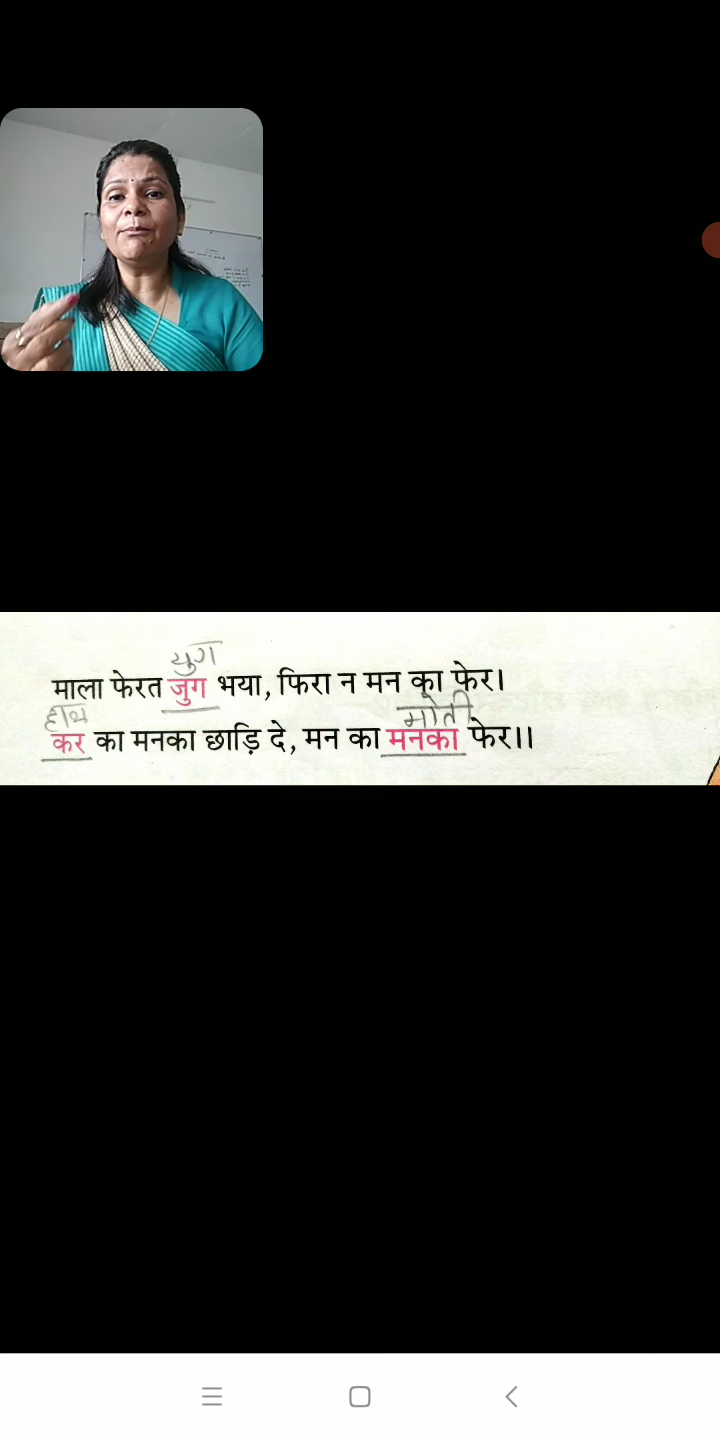 युग
माला फेरत जुग भया, फिरा न मन का फेर।
हाथ मोती
कर का मनका छाड़ि दे, मन का मनका फेर।।